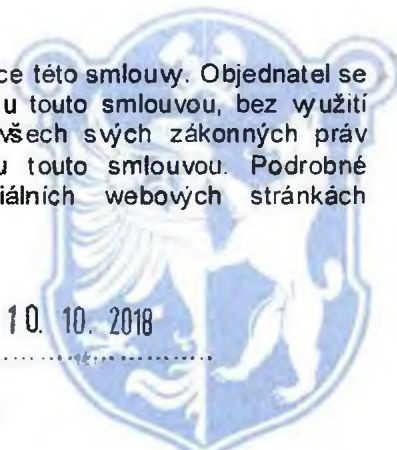 ce této smlouvy. Objednatel se
u touto smlouvou, bez využití
všech svých zákonných práv
u touto smlouvou. Podrobné
iálních webových stránkách
10. 10. 2018